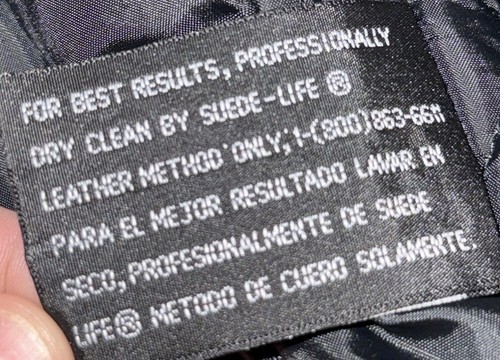 FOR BEST RESULTS, PROFESSIONALLY
DRY CLEAN BY SUEDE-LIFE ®
LEATHER METHOD ONLY; 1-(800)863-6611
PARA EL MEJOR RESULTADO LAVAR EN
SECO, PROFESIONALMENTE DE SUEDE
LIFE® METODO DE CUERO SOLAMENTE.